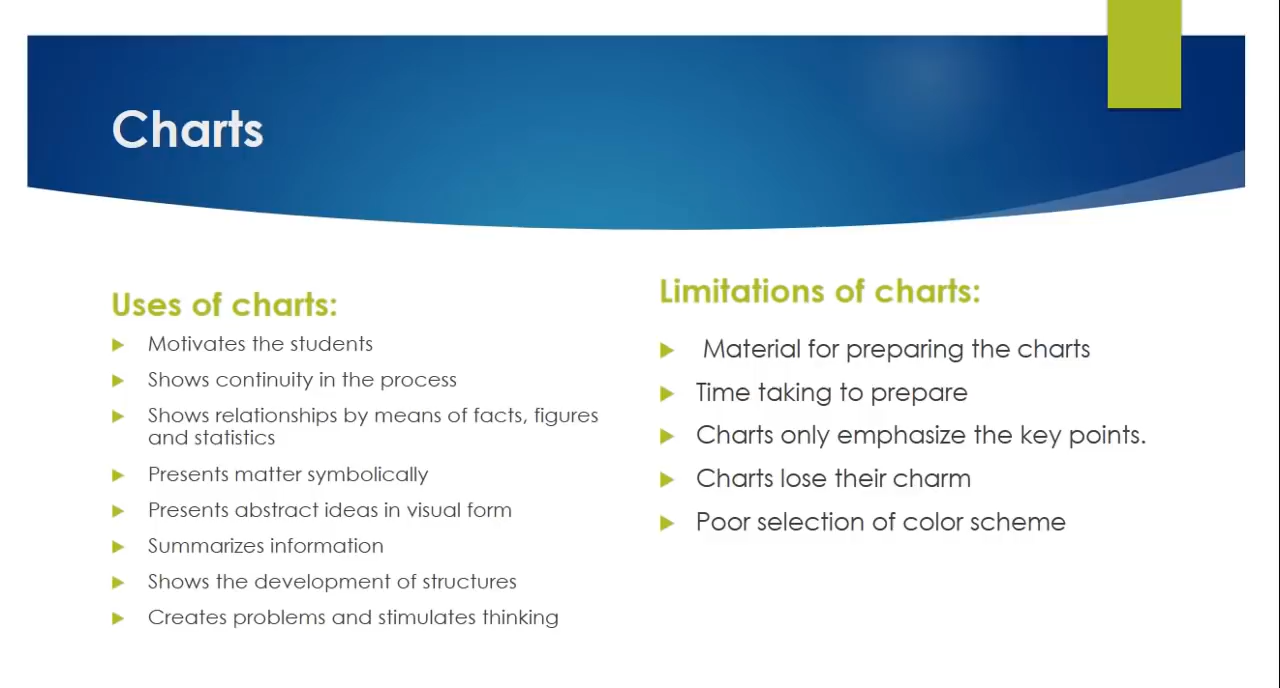 Charts
Uses of charts:
Motivates the students
Shows continuity in the process
Shows relationships by means of facts, figures
and statistics
Presents matter symbolically
Presents abstract ideas in visual form
Summarizes information
Shows the development of structures
Creates problems and stimulates thinking
Limitations of charts:
Material for preparing the charts
Time taking to prepare
Charts only emphasize the key points.
Charts lose their charm
Poor selection of color scheme